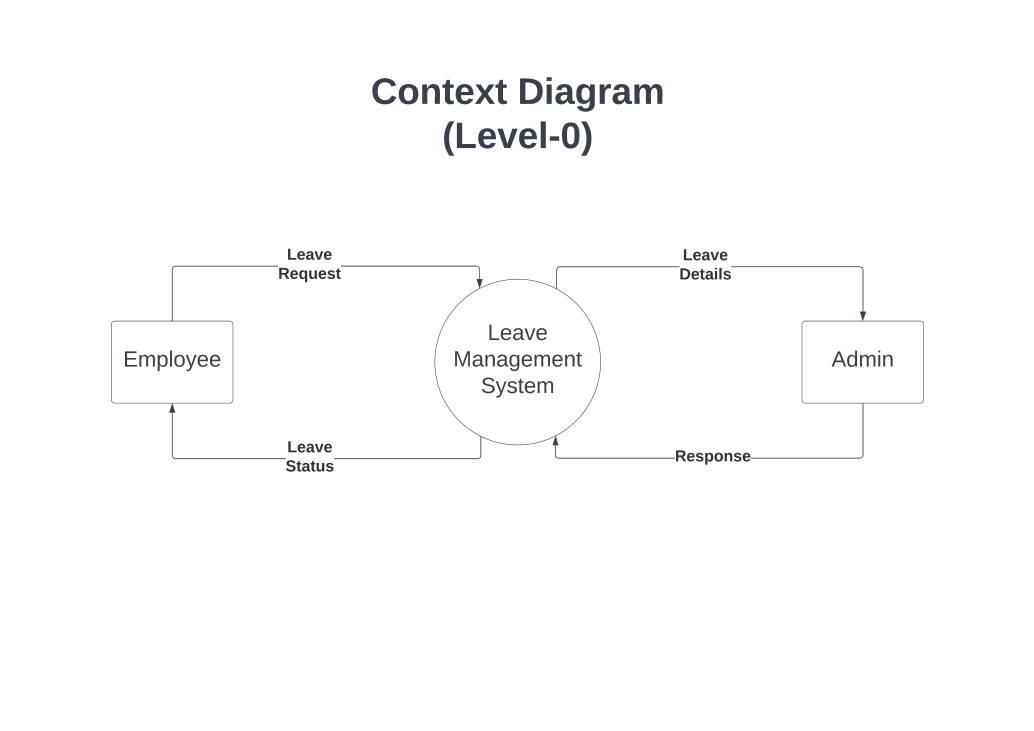 Context Diagram
(Level-0)
Leave
Request
Leave
Details
Employee
Leave
Management
System
Admin
Leave
Status
Response